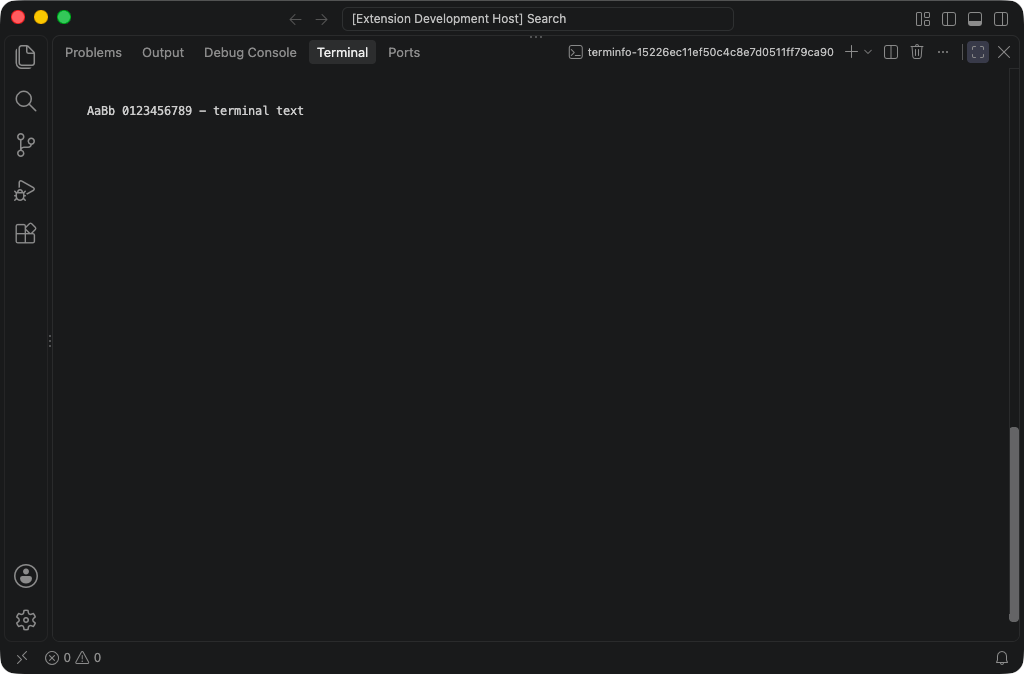 [Extension Development Host] Search
Problems Output Debug Console Terminal Ports
terminfo-15226ec11ef50c4c8e7d0511ff79ca90
AaBb 0123456789 – terminal text
0 0